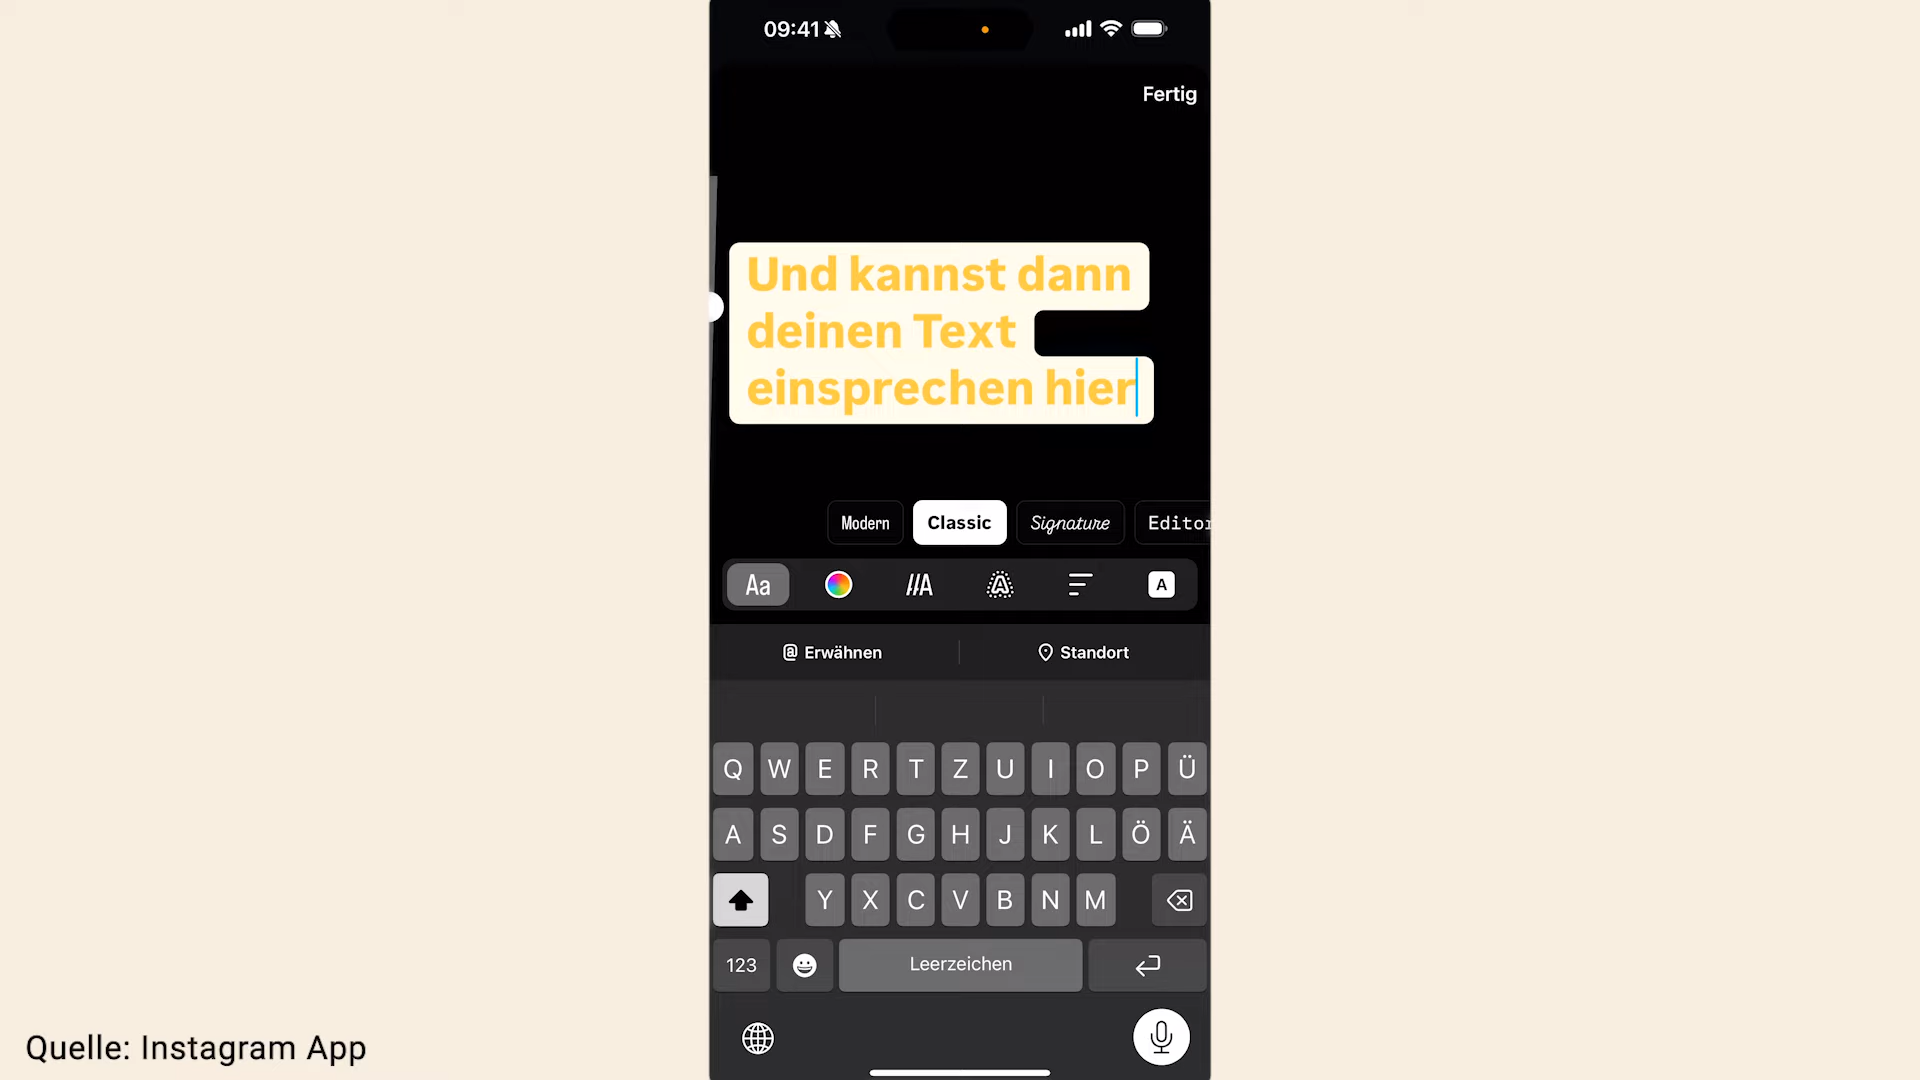 09:41
Fertig
Und kannst dann
deinen Text
einsprechen hier
Modern Classic Signature Editor
Aa //A A A
@ Erwähnen Standort
Q W E R T Z U I O P Ü
A S D F G H J K L Ö Ä
Y X C V B N M
123 Leerzeichen
Quelle: Instagram App